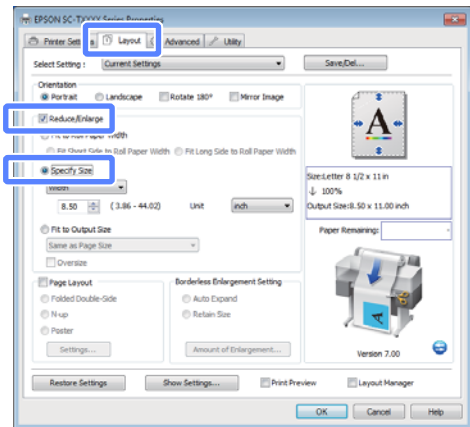 EPSON SC-TXXXX Series Properties
Printer Settings Layout Advanced Utility
Select Setting : Current Settings Save/Del...
Orientation
Portrait Landscape Rotate 180° Mirror Image
Reduce/Enlarge
Fit to Roll Paper Width
Fit Short Side to Roll Paper Width Fit Long Side to Roll Paper Width
Specify Size
Width
8.50 (3.86 - 44.02) Unit inch
Fit to Output Size
Same as Page Size
Oversize
A
Size:Letter 8 1/2 x 11 in
↓ 100%
Output Size:8.50 x 11.00 inch
Paper Remaining:
Page Layout
Folded Double-Side
N-up
Poster
Settings...
Borderless Enlargement Setting
Auto Expand
Retain Size
Amount of Enlargement...
A
Version 7.00
Restore Settings Show Settings... Print Preview Layout Manager
OK Cancel Help